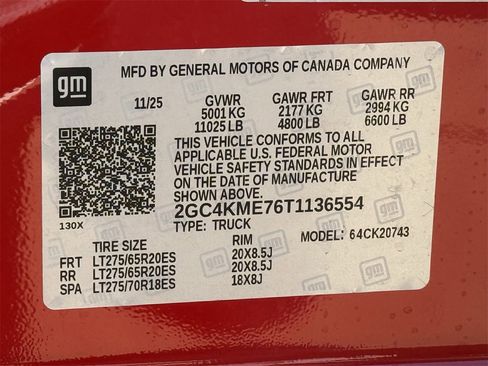 gm
MFD BY GENERAL MOTORS OF CANADA COMPANY
11/25 GVWR GAWR FRT GAWR RR
5001 KG 2177 KG 2994 KG
11025 LB 4800 LB 6600 LB
THIS VEHICLE CONFORMS TO ALL
APPLICABLE U.S. FEDERAL MOTOR
VEHICLE SAFETY STANDARDS IN EFFECT
ON THE DATE OF MANUFACTURE
SHOWN ABOVE.
2GC4KME76T1136554
130X
TYPE: TRUCK MODEL: 64CK20743
TIRE SIZE RIM
FRT LT275/65R20ES 20X8.5J
RR LT275/65R20ES 20X8.5J
SPA LT275/70R18ES 18X8J